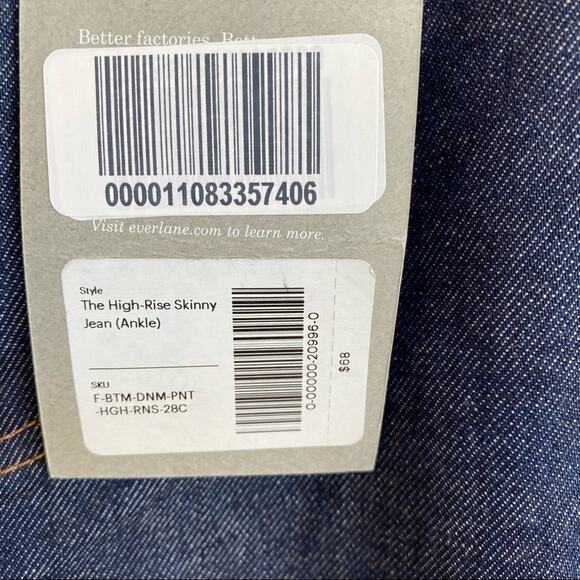 Better factories. Bett
000011083357406
Visit everlane.com to learn more.
Style
The High-Rise Skinny
Jean (Ankle)
SKU
F-BTM-DNM-PNT
-HGH-RNS-28C
0-00000-20996-0
$68